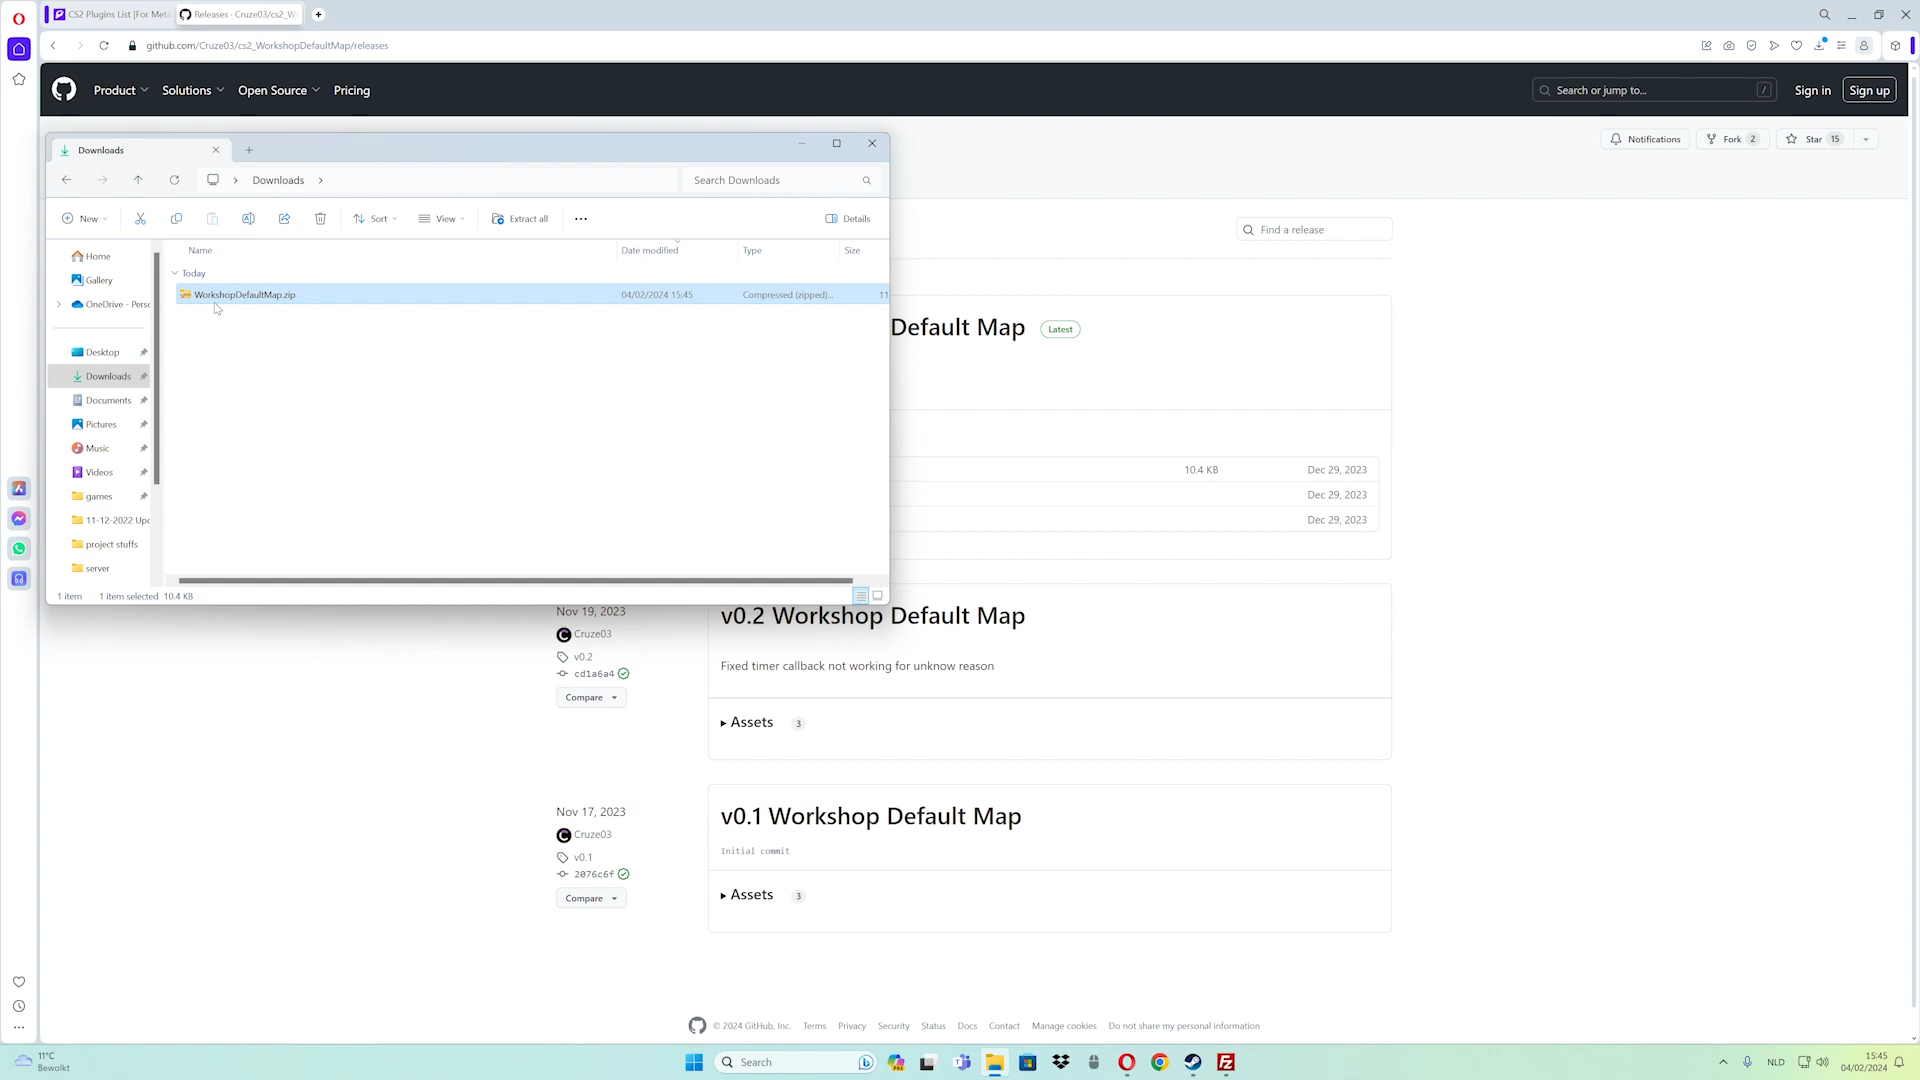 CS2 Plugins List [For Meta
Releases · Cruze03/cs2_W
github.com/Cruze03/cs2_WorkshopDefaultMap/releases
Product
Solutions
Open Source
Pricing
Search or jump to...
/
Sign in
Sign up
Downloads
Notifications
Fork 2
Star 15
Downloads
Search Downloads
New
Sort
View
Extract all
Details
Find a release
Name
Date modified
Type
Size
Today
WorkshopDefaultMap.zip
04/02/2024 15:45
Compressed (zipped)...
11
Home
Gallery
OneDrive - Perso
Desktop
Downloads
Documents
Pictures
Music
Videos
games
11-12-2022 Upd
project stuffs
server
1 item
1 item selected 10.4 KB
Default Map
Latest
10.4 KB
Dec 29, 2023
Dec 29, 2023
Dec 29, 2023
Nov 19, 2023
Cruze03
v0.2
cd1a6a4
Compare
v0.2 Workshop Default Map
Fixed timer callback not working for unknow reason
Assets 3
Nov 17, 2023
Cruze03
v0.1
2076c6f
Compare
v0.1 Workshop Default Map
Initial commit
Assets 3
© 2024 GitHub, Inc.
Terms
Privacy
Security
Status
Docs
Contact
Manage cookies
Do not share my personal information
11°C
Bewolkt
Search
NLD
15:45
04/02/2024